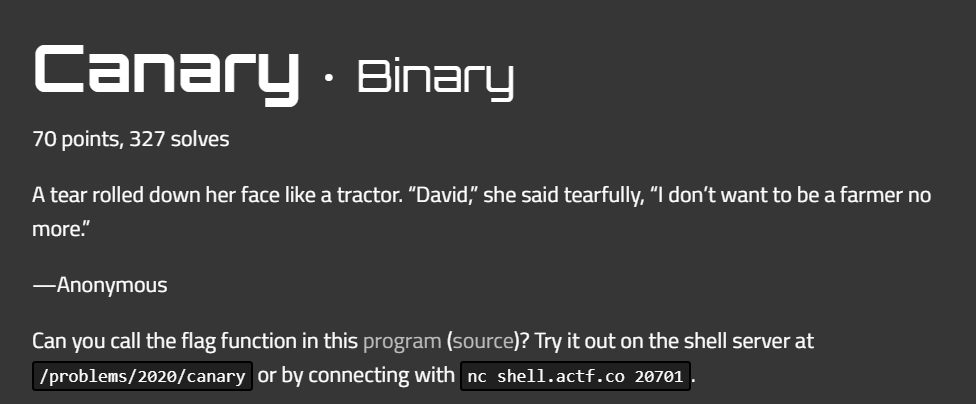 Canary · Binary
70 points, 327 solves
A tear rolled down her face like a tractor. “David,” she said tearfully, “I don’t want to be a farmer no
more.”
—Anonymous
Can you call the flag function in this program (source)? Try it out on the shell server at
/problems/2020/canary or by connecting with nc shell.actf.co 20701.